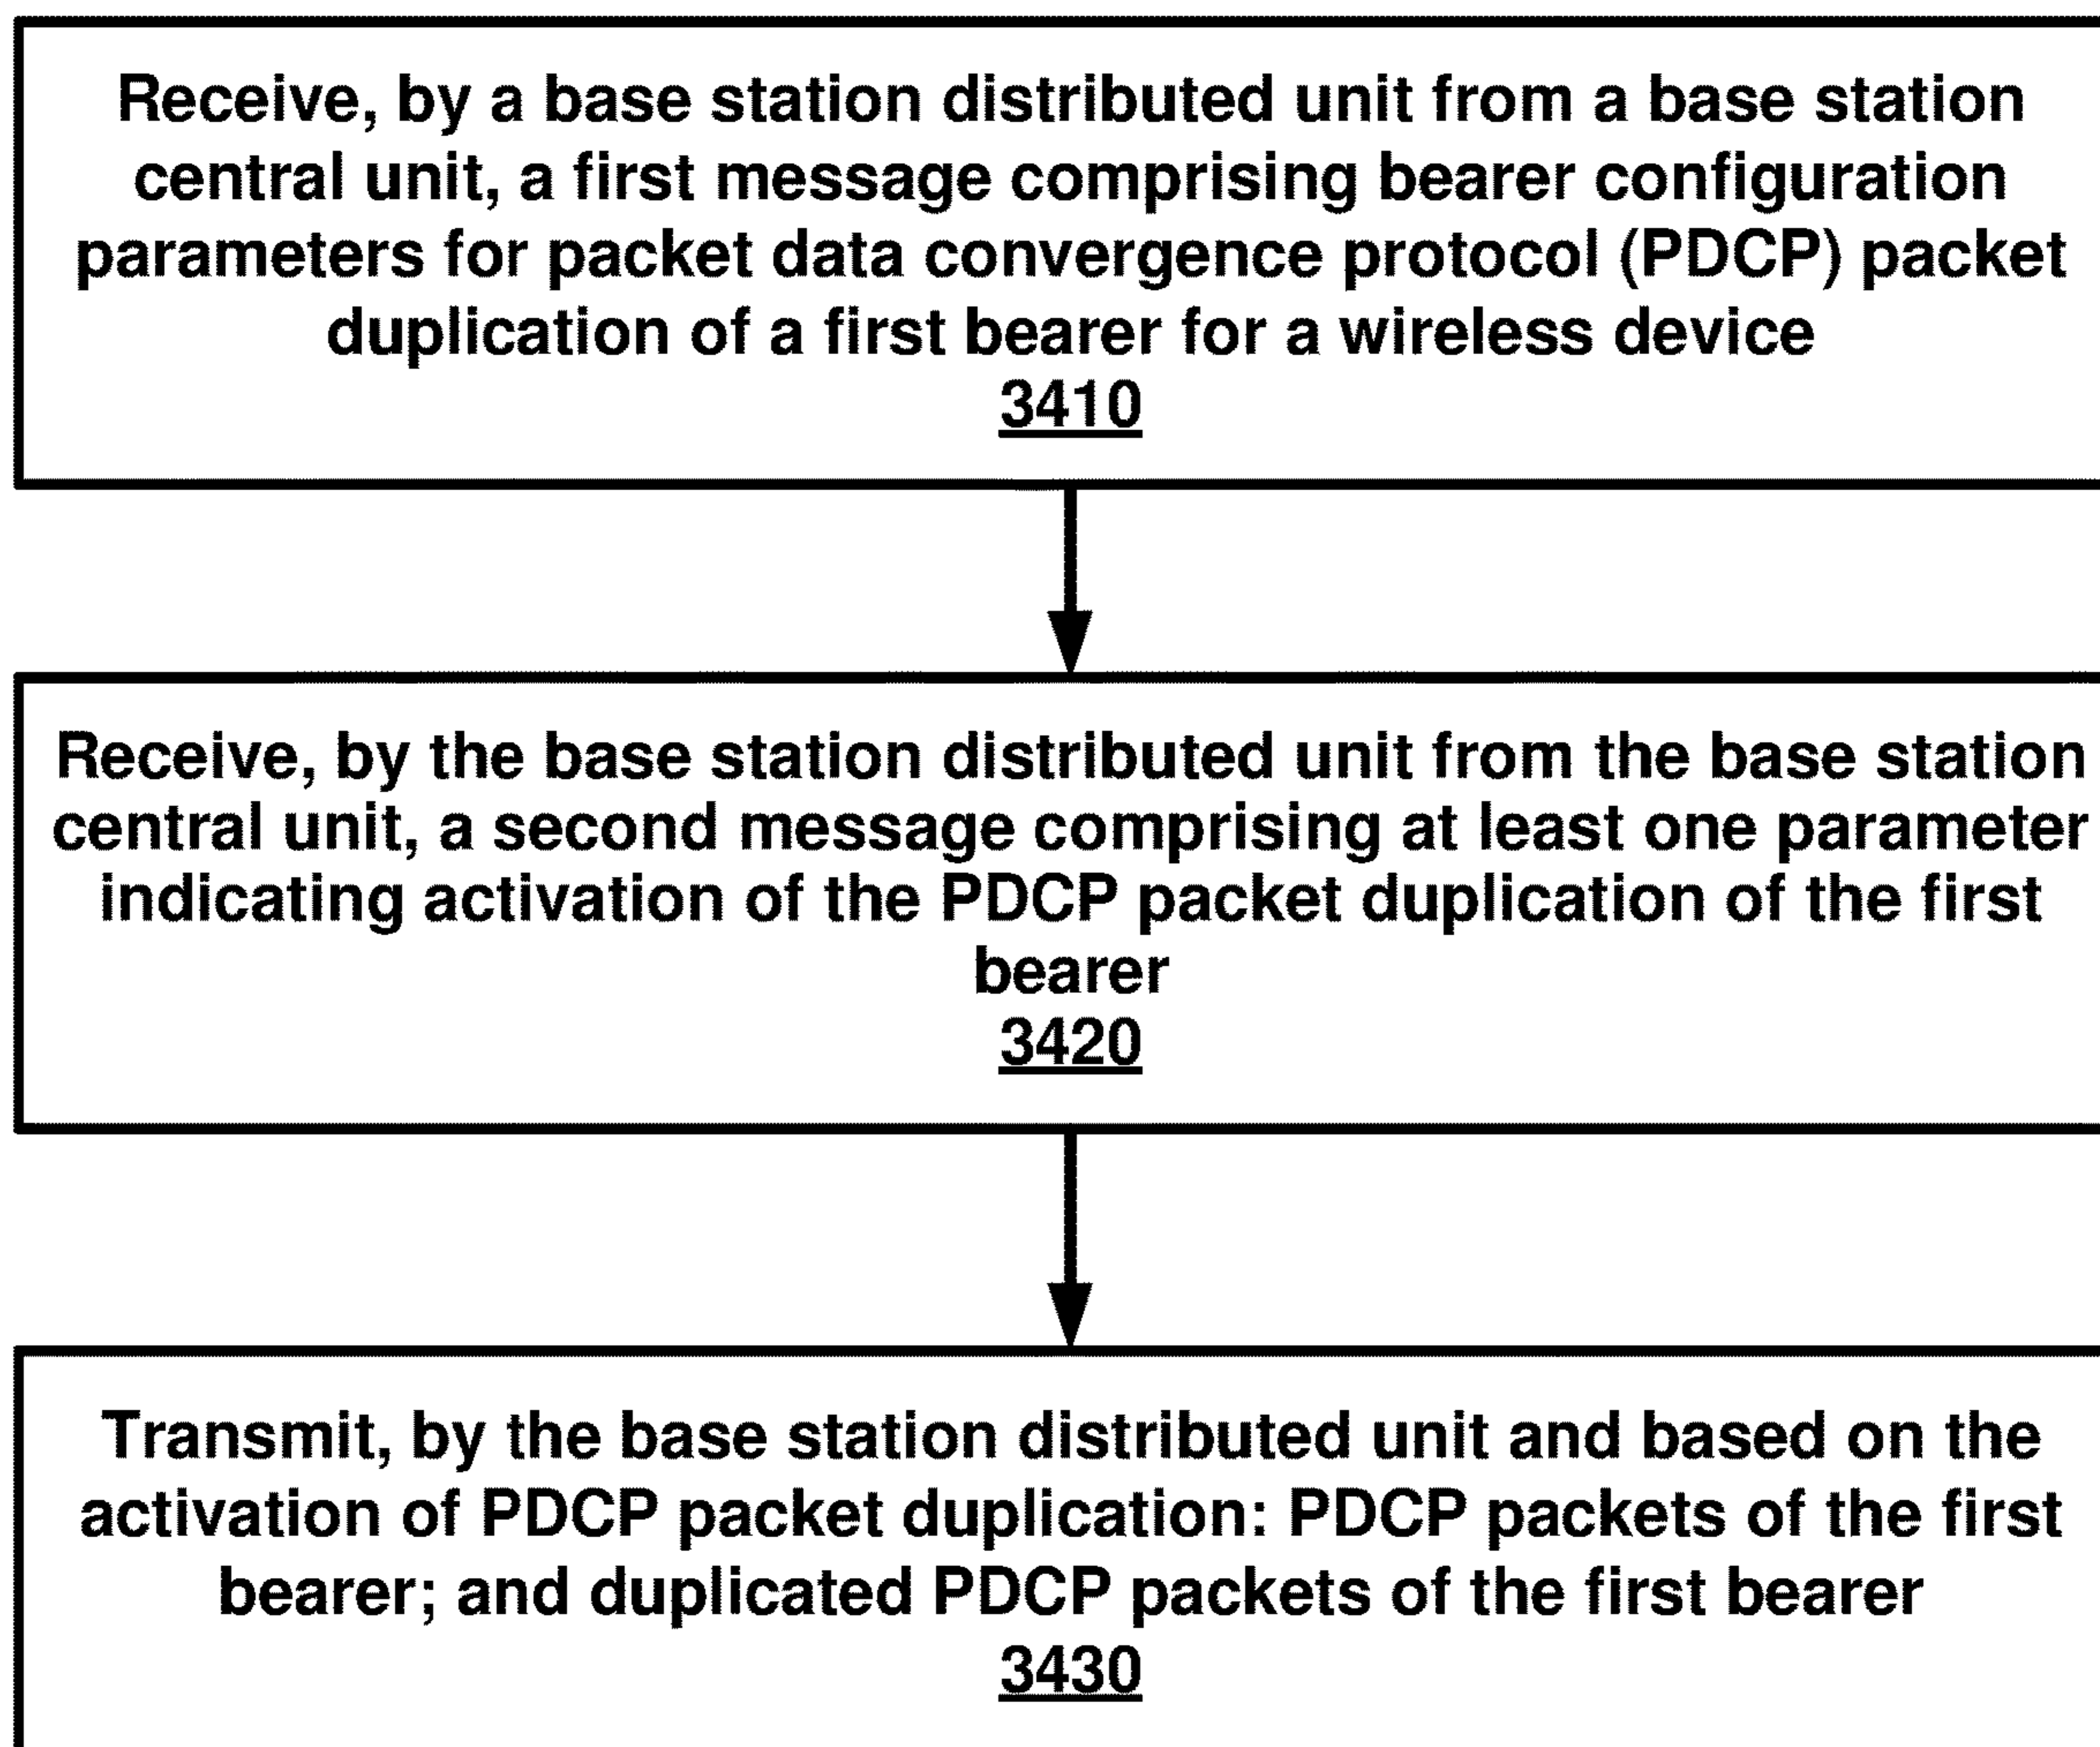 Receive, by a base station distributed unit from a base station
central unit, a first message comprising bearer configuration
parameters for packet data convergence protocol (PDCP) packet
duplication of a first bearer for a wireless device
3410
Receive, by the base station distributed unit from the base station
central unit, a second message comprising at least one parameter
indicating activation of the PDCP packet duplication of the first
bearer
3420
Transmit, by the base station distributed unit and based on the
activation of PDCP packet duplication: PDCP packets of the first
bearer; and duplicated PDCP packets of the first bearer
3430